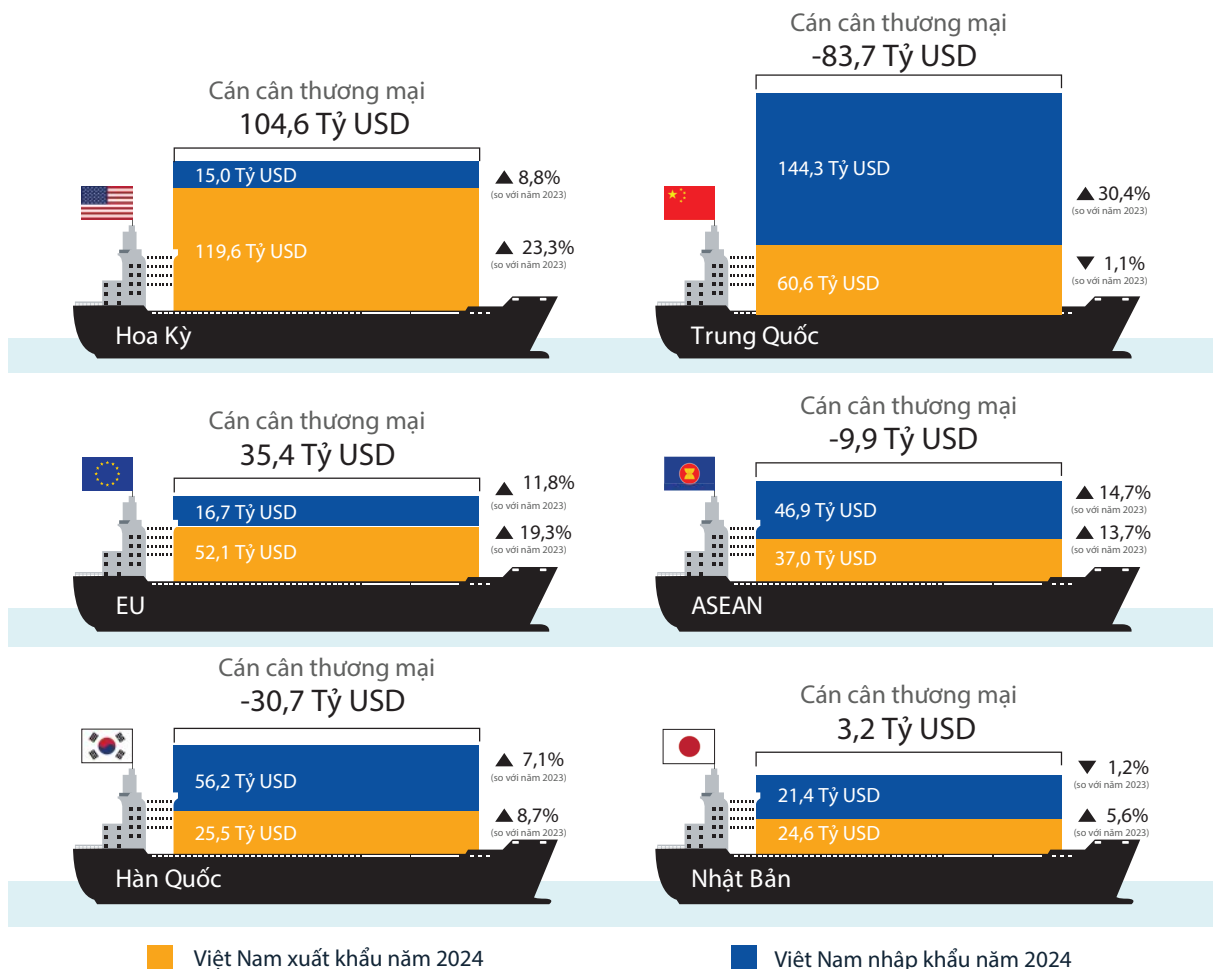 Cán cân thương mại
104,6 Tỷ USD
15,0 Tỷ USD
▲ 8,8%
(so với năm 2023)
119,6 Tỷ USD
▲ 23,3%
(so với năm 2023)
Hoa Kỳ
Cán cân thương mại
-83,7 Tỷ USD
144,3 Tỷ USD
▲ 30,4%
(so với năm 2023)
60,6 Tỷ USD
▼ 1,1%
(so với năm 2023)
Trung Quốc
Cán cân thương mại
35,4 Tỷ USD
16,7 Tỷ USD
▲ 11,8%
(so với năm 2023)
52,1 Tỷ USD
▲ 19,3%
(so với năm 2023)
EU
Cán cân thương mại
-9,9 Tỷ USD
46,9 Tỷ USD
▲ 14,7%
(so với năm 2023)
37,0 Tỷ USD
▲ 13,7%
(so với năm 2023)
ASEAN
Cán cân thương mại
-30,7 Tỷ USD
56,2 Tỷ USD
▲ 7,1%
(so với năm 2023)
25,5 Tỷ USD
▲ 8,7%
(so với năm 2023)
Hàn Quốc
Cán cân thương mại
3,2 Tỷ USD
21,4 Tỷ USD
▼ 1,2%
(so với năm 2023)
24,6 Tỷ USD
▲ 5,6%
(so với năm 2023)
Nhật Bản
Việt Nam xuất khẩu năm 2024
Việt Nam nhập khẩu năm 2024